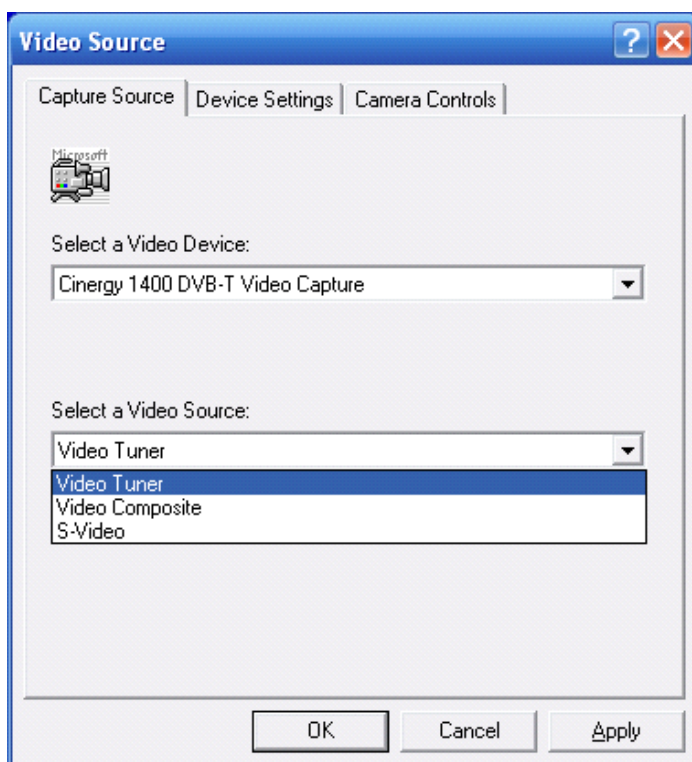 Video Source
Capture Source Device Settings Camera Controls
Microsoft
Select a Video Device:
Cinergy 1400 DVB-T Video Capture
Select a Video Source:
Video Tuner
Video Tuner
Video Composite
S-Video
OK Cancel Apply